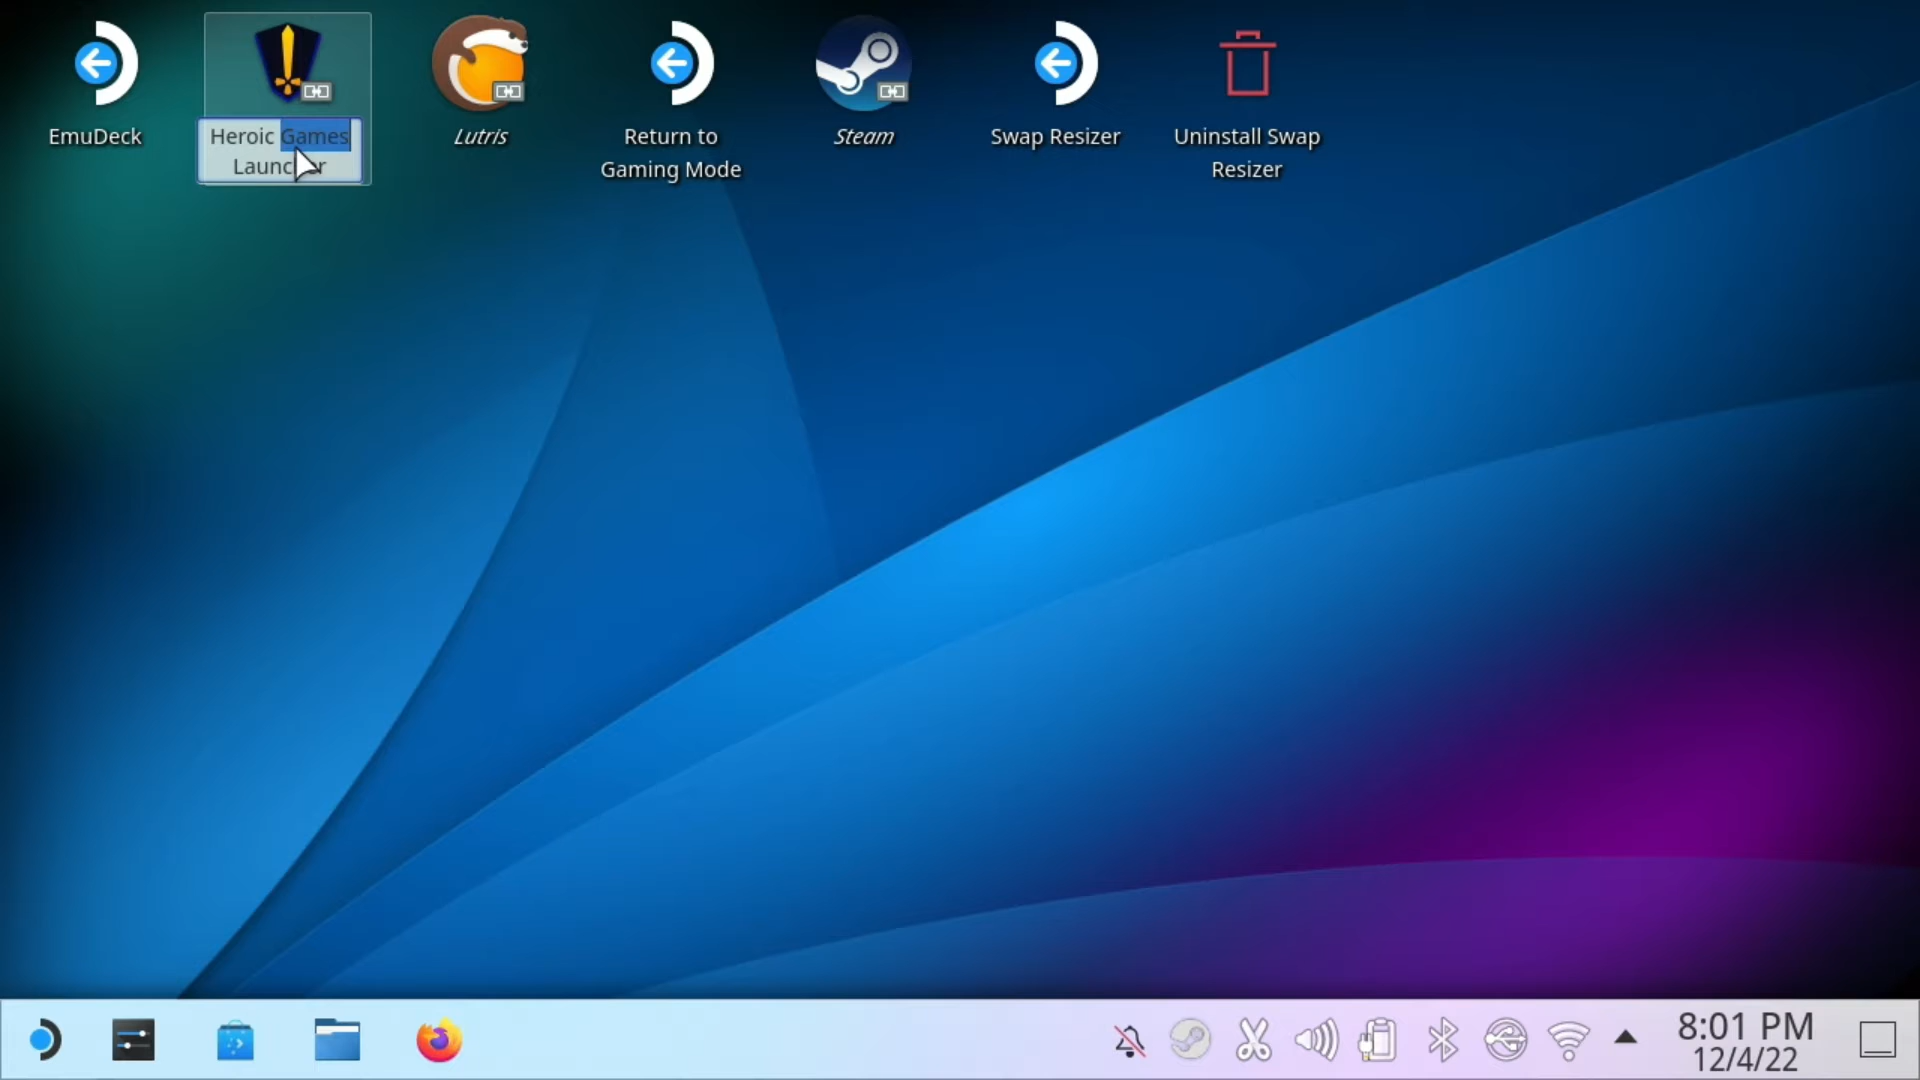 EmuDeck
Heroic Games
Launcher
Lutris
Return to
Gaming Mode
Steam
Swap Resizer
Uninstall Swap
Resizer
8:01 PM
12/4/22